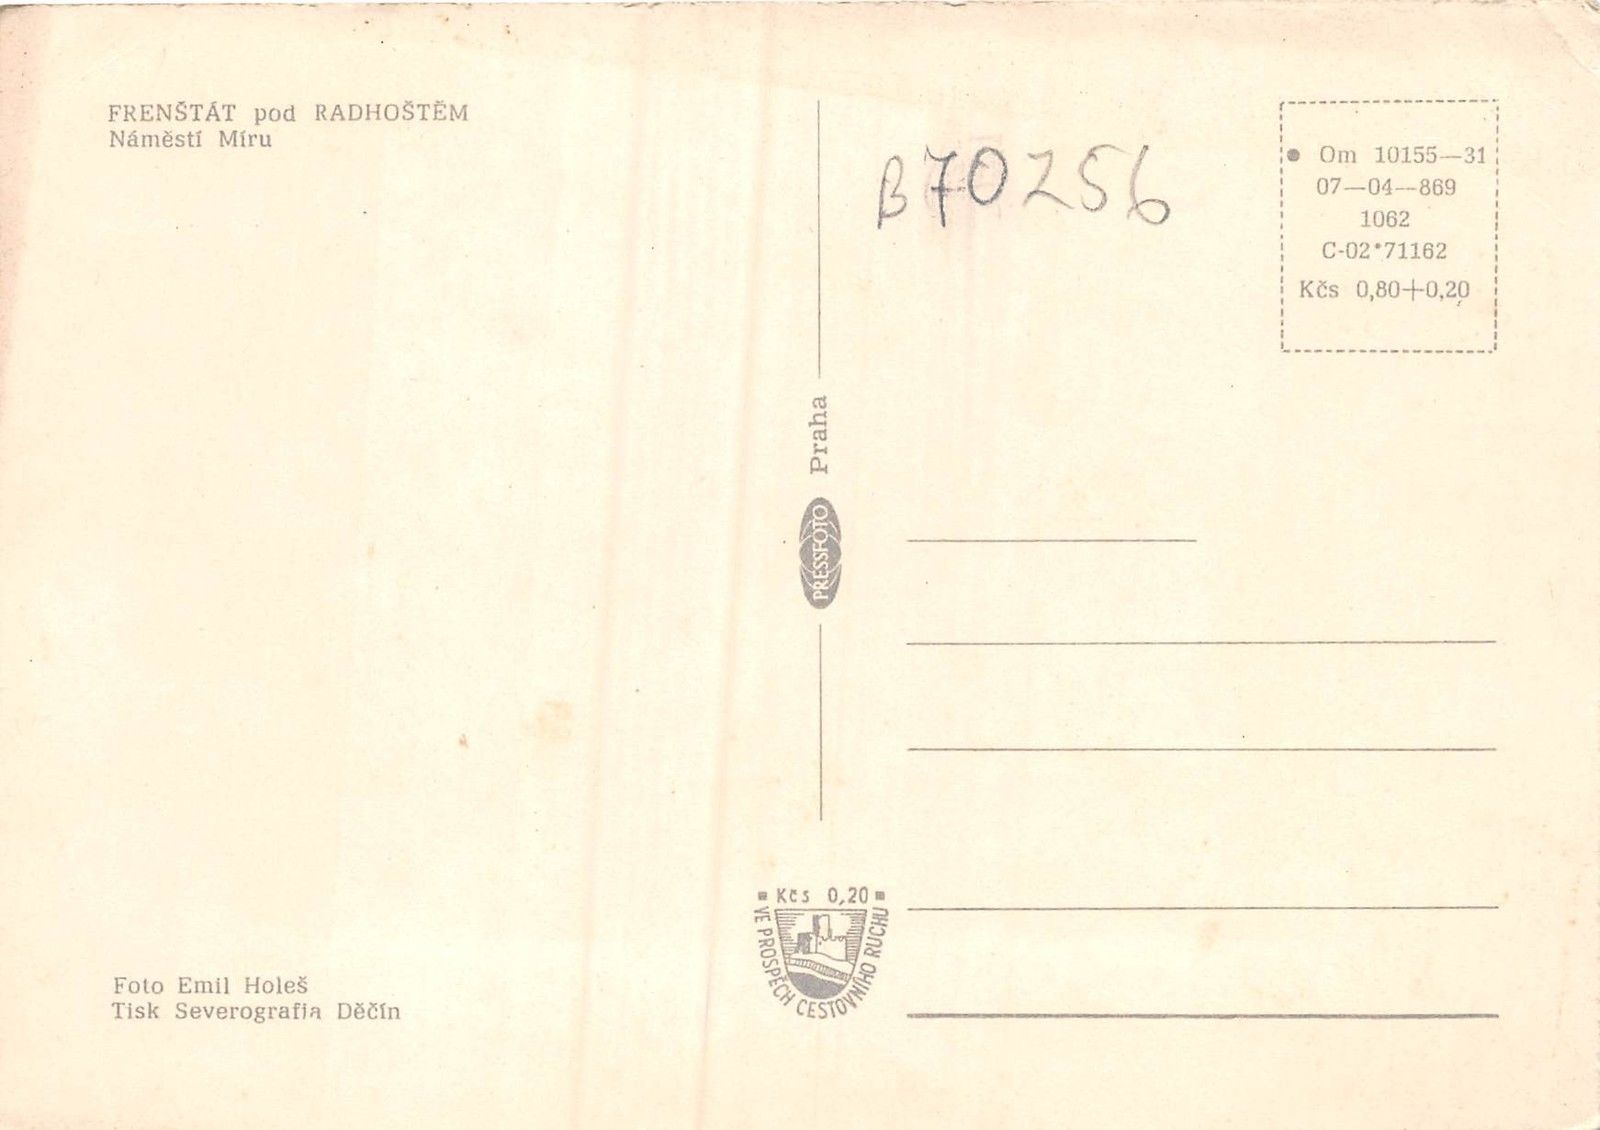 FRENŠTÁT pod RADHOŠTĚM
Náměstí Míru
B70256
● Om 10155—31
07—04—869
1062
C-02*71162
Kčs 0,80+0,20
Praha
PRESSFOTO
Kčs 0,20
VE PROSPĚCH CESTOVNÍHO RUCHU
Foto Emil Holeš
Tisk Severografia Děčín